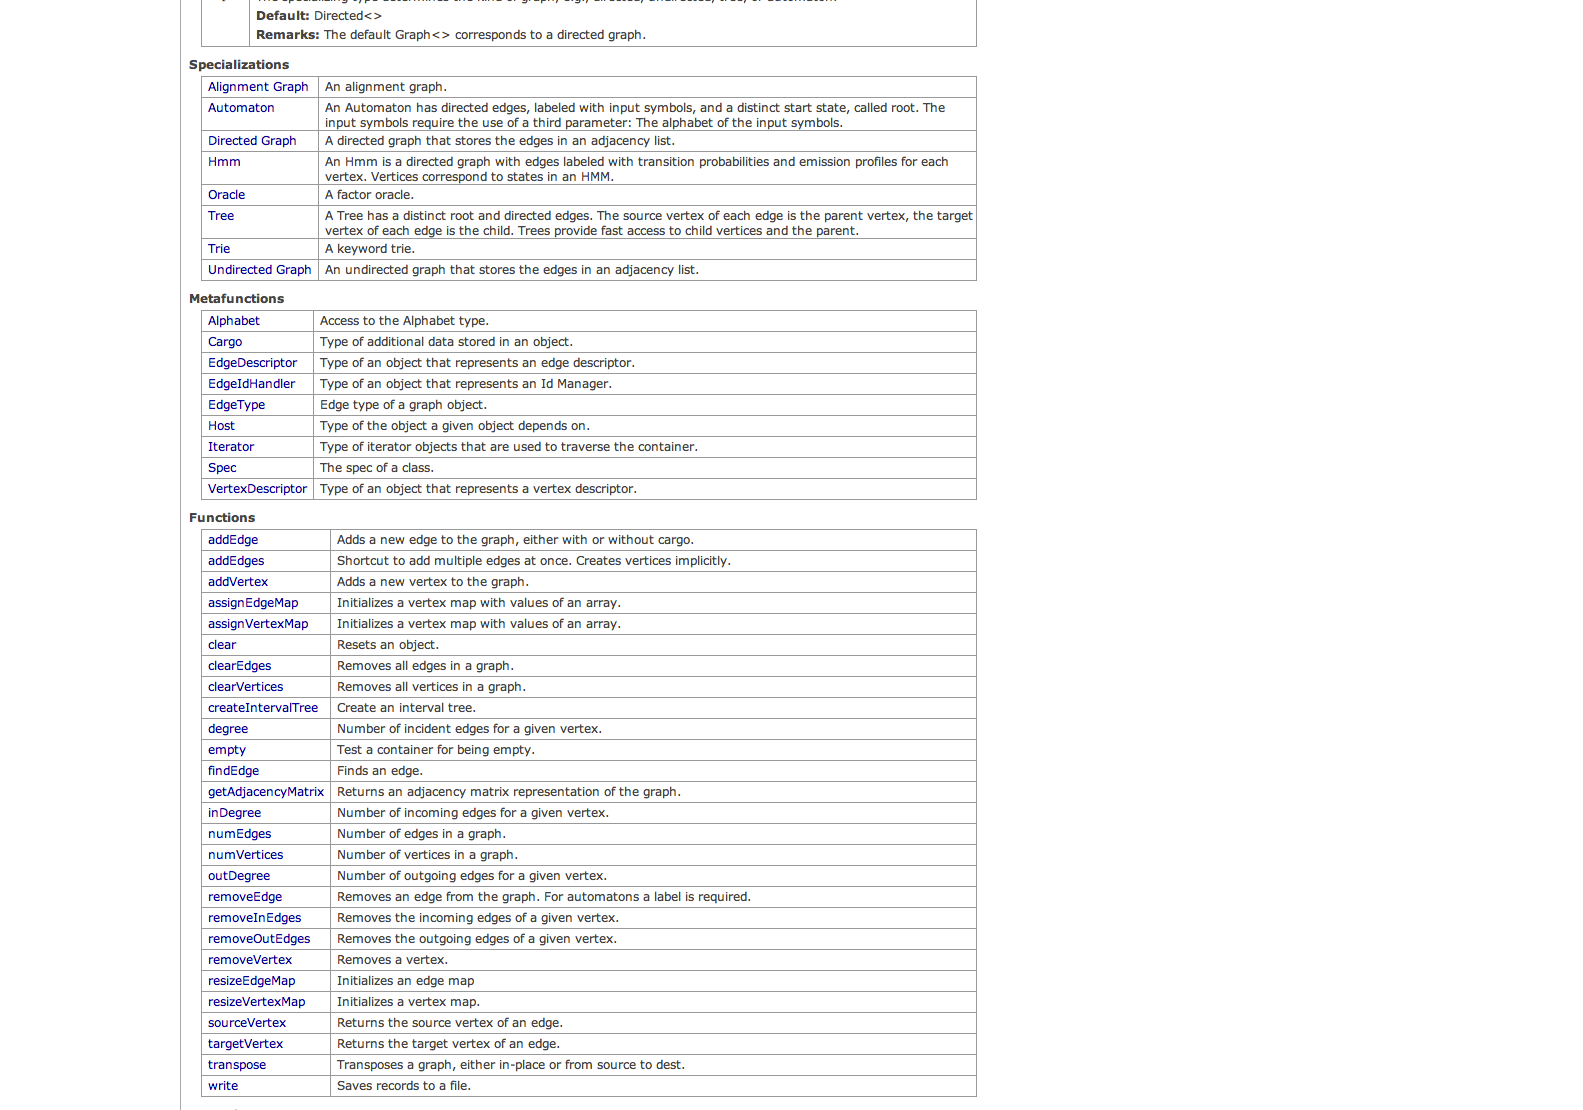 Default: Directed<>
Remarks: The default Graph<> corresponds to a directed graph.
Specializations
Alignment Graph An alignment graph.
Automaton An Automaton has directed edges, labeled with input symbols, and a distinct start state, called root. The
input symbols require the use of a third parameter: The alphabet of the input symbols.
Directed Graph A directed graph that stores the edges in an adjacency list.
Hmm An Hmm is a directed graph with edges labeled with transition probabilities and emission profiles for each
vertex. Vertices correspond to states in an HMM.
Oracle A factor oracle.
Tree A Tree has a distinct root and directed edges. The source vertex of each edge is the parent vertex, the target
vertex of each edge is the child. Trees provide fast access to child vertices and the parent.
Trie A keyword trie.
Undirected Graph An undirected graph that stores the edges in an adjacency list.
Metafunctions
Alphabet Access to the Alphabet type.
Cargo Type of additional data stored in an object.
EdgeDescriptor Type of an object that represents an edge descriptor.
EdgeIdHandler Type of an object that represents an Id Manager.
EdgeType Edge type of a graph object.
Host Type of the object a given object depends on.
Iterator Type of iterator objects that are used to traverse the container.
Spec The spec of a class.
VertexDescriptor Type of an object that represents a vertex descriptor.
Functions
addEdge Adds a new edge to the graph, either with or without cargo.
addEdges Shortcut to add multiple edges at once. Creates vertices implicitly.
addVertex Adds a new vertex to the graph.
assignEdgeMap Initializes a vertex map with values of an array.
assignVertexMap Initializes a vertex map with values of an array.
clear Resets an object.
clearEdges Removes all edges in a graph.
clearVertices Removes all vertices in a graph.
createIntervalTree Create an interval tree.
degree Number of incident edges for a given vertex.
empty Test a container for being empty.
findEdge Finds an edge.
getAdjacencyMatrix Returns an adjacency matrix representation of the graph.
inDegree Number of incoming edges for a given vertex.
numEdges Number of edges in a graph.
numVertices Number of vertices in a graph.
outDegree Number of outgoing edges for a given vertex.
removeEdge Removes an edge from the graph. For automatons a label is required.
removeInEdges Removes the incoming edges of a given vertex.
removeOutEdges Removes the outgoing edges of a given vertex.
removeVertex Removes a vertex.
resizeEdgeMap Initializes an edge map
resizeVertexMap Initializes a vertex map.
sourceVertex Returns the source vertex of an edge.
targetVertex Returns the target vertex of an edge.
transpose Transposes a graph, either in-place or from source to dest.
write Saves records to a file.